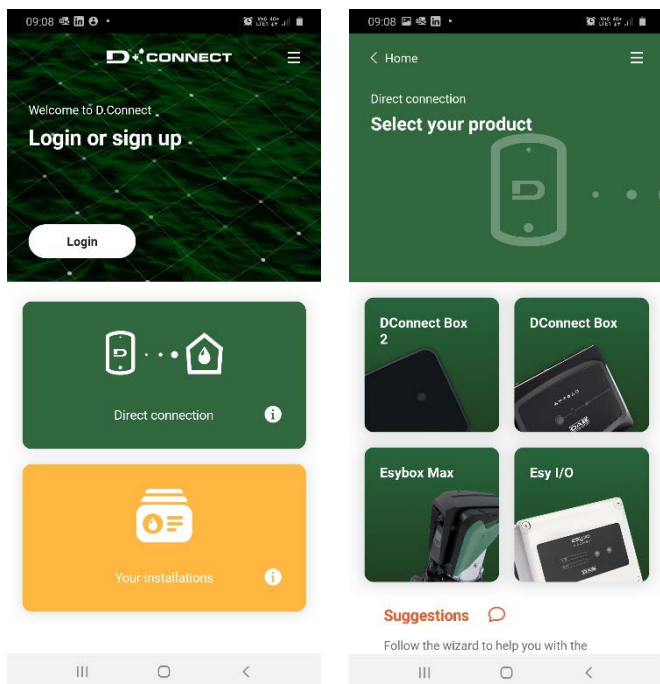 09:08
D+CONNECT
Welcome to D.Connect
Login or sign up
Login
Direct connection
Your installations
09:08
Home
Direct connection
Select your product
D
DConnect Box
2
DConnect Box
DAB
Esybox Max
Esy I/O
DAB
Suggestions
Follow the wizard to help you with the